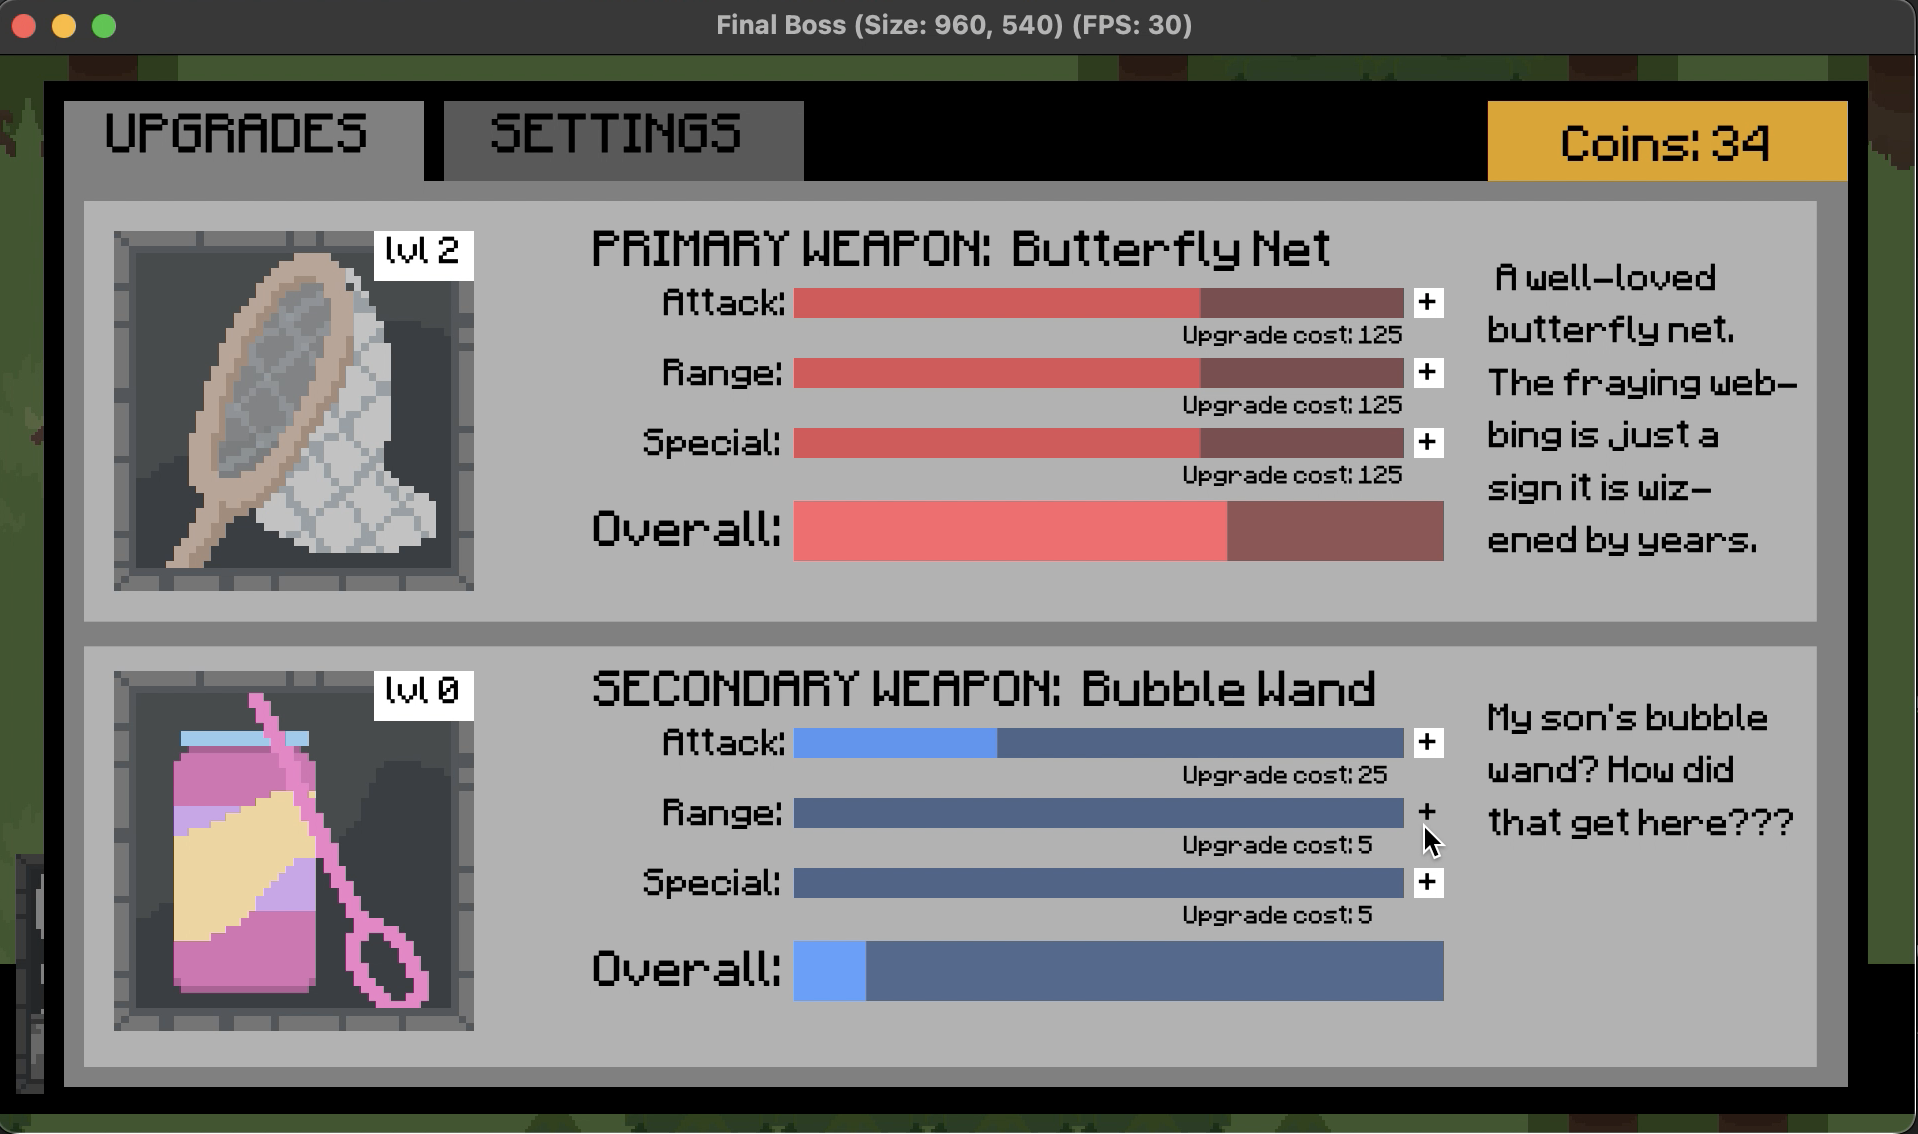 Final Boss (Size: 960, 540) (FPS: 30)
UPGRADES
SETTINGS
Coins: 34
lvl 2
PRIMARY WEAPON: Butterfly Net
Attack:
+
Upgrade cost: 125
Range:
+
Upgrade cost: 125
Special:
+
Upgrade cost: 125
Overall:
A well-loved
butterfly net.
The fraying web-
bing is just a
sign it is wiz-
ened by years.
lvl 0
SECONDARY WEAPON: Bubble Wand
Attack:
+
Upgrade cost: 25
Range:
+
Upgrade cost: 5
Special:
+
Upgrade cost: 5
Overall:
My son's bubble
wand? How did
that get here???